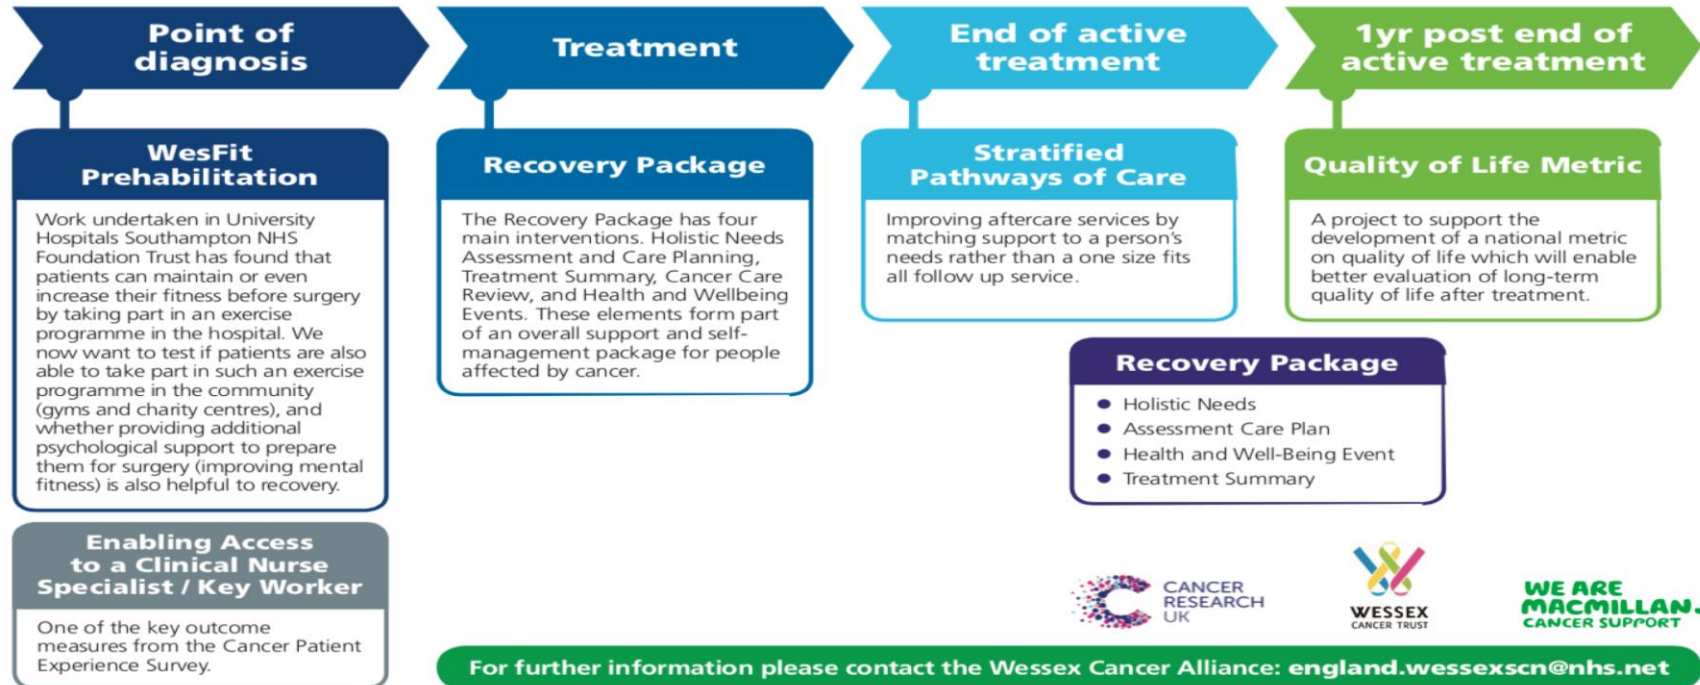 Point of
diagnosis
Treatment
End of active
treatment
1yr post end of
active treatment
WesFit
Prehabilitation
Work undertaken in University
Hospitals Southampton NHS
Foundation Trust has found that
patients can maintain or even
increase their fitness before surgery
by taking part in an exercise
programme in the hospital. We
now want to test if patients are also
able to take part in such an exercise
programme in the community
(gyms and charity centres), and
whether providing additional
psychological support to prepare
them for surgery (improving mental
fitness) is also helpful to recovery.
Enabling Access
to a Clinical Nurse
Specialist / Key Worker
One of the key outcome
measures from the Cancer Patient
Experience Survey.
Recovery Package
The Recovery Package has four
main interventions. Holistic Needs
Assessment and Care Planning,
Treatment Summary, Cancer Care
Review, and Health and Wellbeing
Events. These elements form part
of an overall support and self-
management package for people
affected by cancer.
Stratified
Pathways of Care
Improving aftercare services by
matching support to a person's
needs rather than a one size fits
all follow up service.
Quality of Life Metric
A project to support the
development of a national metric
on quality of life which will enable
better evaluation of long-term
quality of life after treatment.
Recovery Package
• Holistic Needs
• Assessment Care Plan
• Health and Well-Being Event
• Treatment Summary
CANCER
RESEARCH
UK
WESSEX
CANCER TRUST
WE ARE
MACMILLAN.
CANCER SUPPORT
For further information please contact the Wessex Cancer Alliance: england.wessexscn@nhs.net